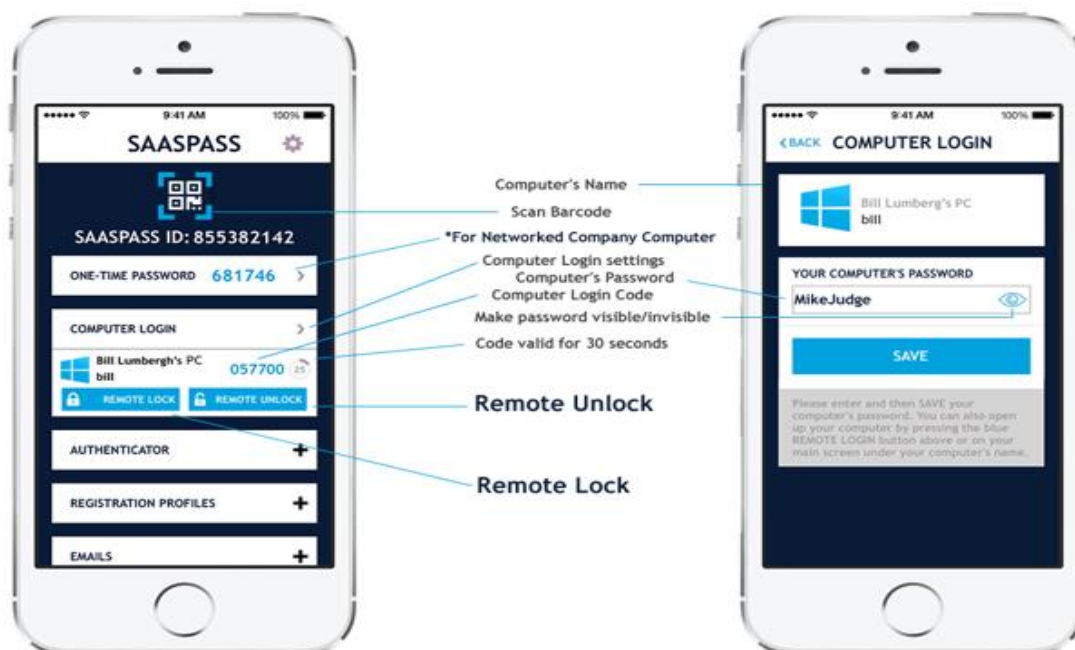 9:41 AM
100%
SAASPASS
SAASPASS ID: 855382142
ONE-TIME PASSWORD 681746 >
COMPUTER LOGIN >
Bill Lumbergh's PC
bill
057700
25
REMOTE LOCK
REMOTE UNLOCK
AUTHENTICATOR +
REGISTRATION PROFILES +
EMAILS +
Computer's Name
Scan Barcode
*For Networked Company Computer
Computer Login settings
Computer's Password
Computer Login Code
Make password visible/invisible
Code valid for 30 seconds
Remote Unlock
Remote Lock
9:41 AM
100%
<BACK COMPUTER LOGIN
Bill Lumberg's PC
bill
YOUR COMPUTER'S PASSWORD
MikeJudge
SAVE
Please enter and then SAVE your
computer's password. You can also open
up your computer by pressing the blue
REMOTE LOGIN button above or on your
main screen under your computer's name.